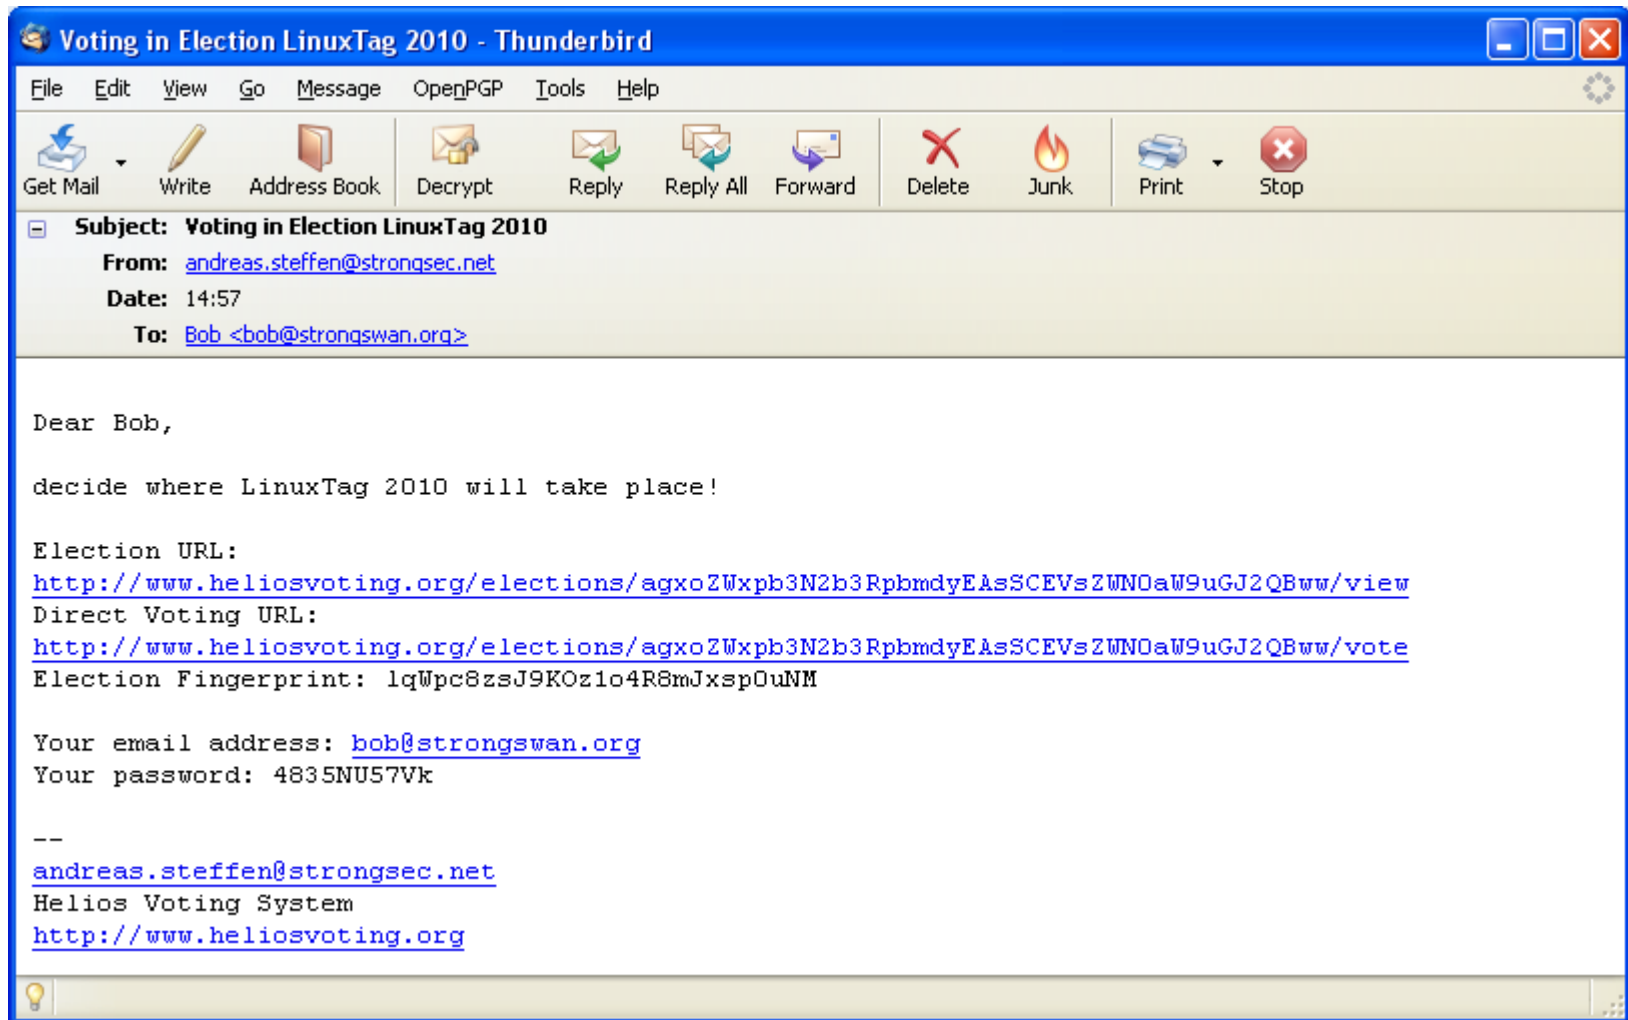 Voting in Election LinuxTag 2010 - Thunderbird
File Edit View Go Message OpenPGP Tools Help
Get Mail Write Address Book Decrypt Reply Reply All Forward Delete Junk Print Stop
Subject: Voting in Election LinuxTag 2010
From: andreas.steffen@strongsec.net
Date: 14:57
To: Bob <bob@strongswan.org>
Dear Bob,
decide where LinuxTag 2010 will take place!
Election URL:
http://www.heliosvoting.org/elections/agxoZWxpb3N2b3RpbmdyEAsSCEVsZWN0aW9uGJ2QBww/view
Direct Voting URL:
http://www.heliosvoting.org/elections/agxoZWxpb3N2b3RpbmdyEAsSCEVsZWN0aW9uGJ2QBww/vote
Election Fingerprint: lqWpc8zsJ9KOz1o4R8mJxspOuNM
Your email address: bob@strongswan.org
Your password: 4835NU57Vk
--
andreas.steffen@strongsec.net
Helios Voting System
http://www.heliosvoting.org